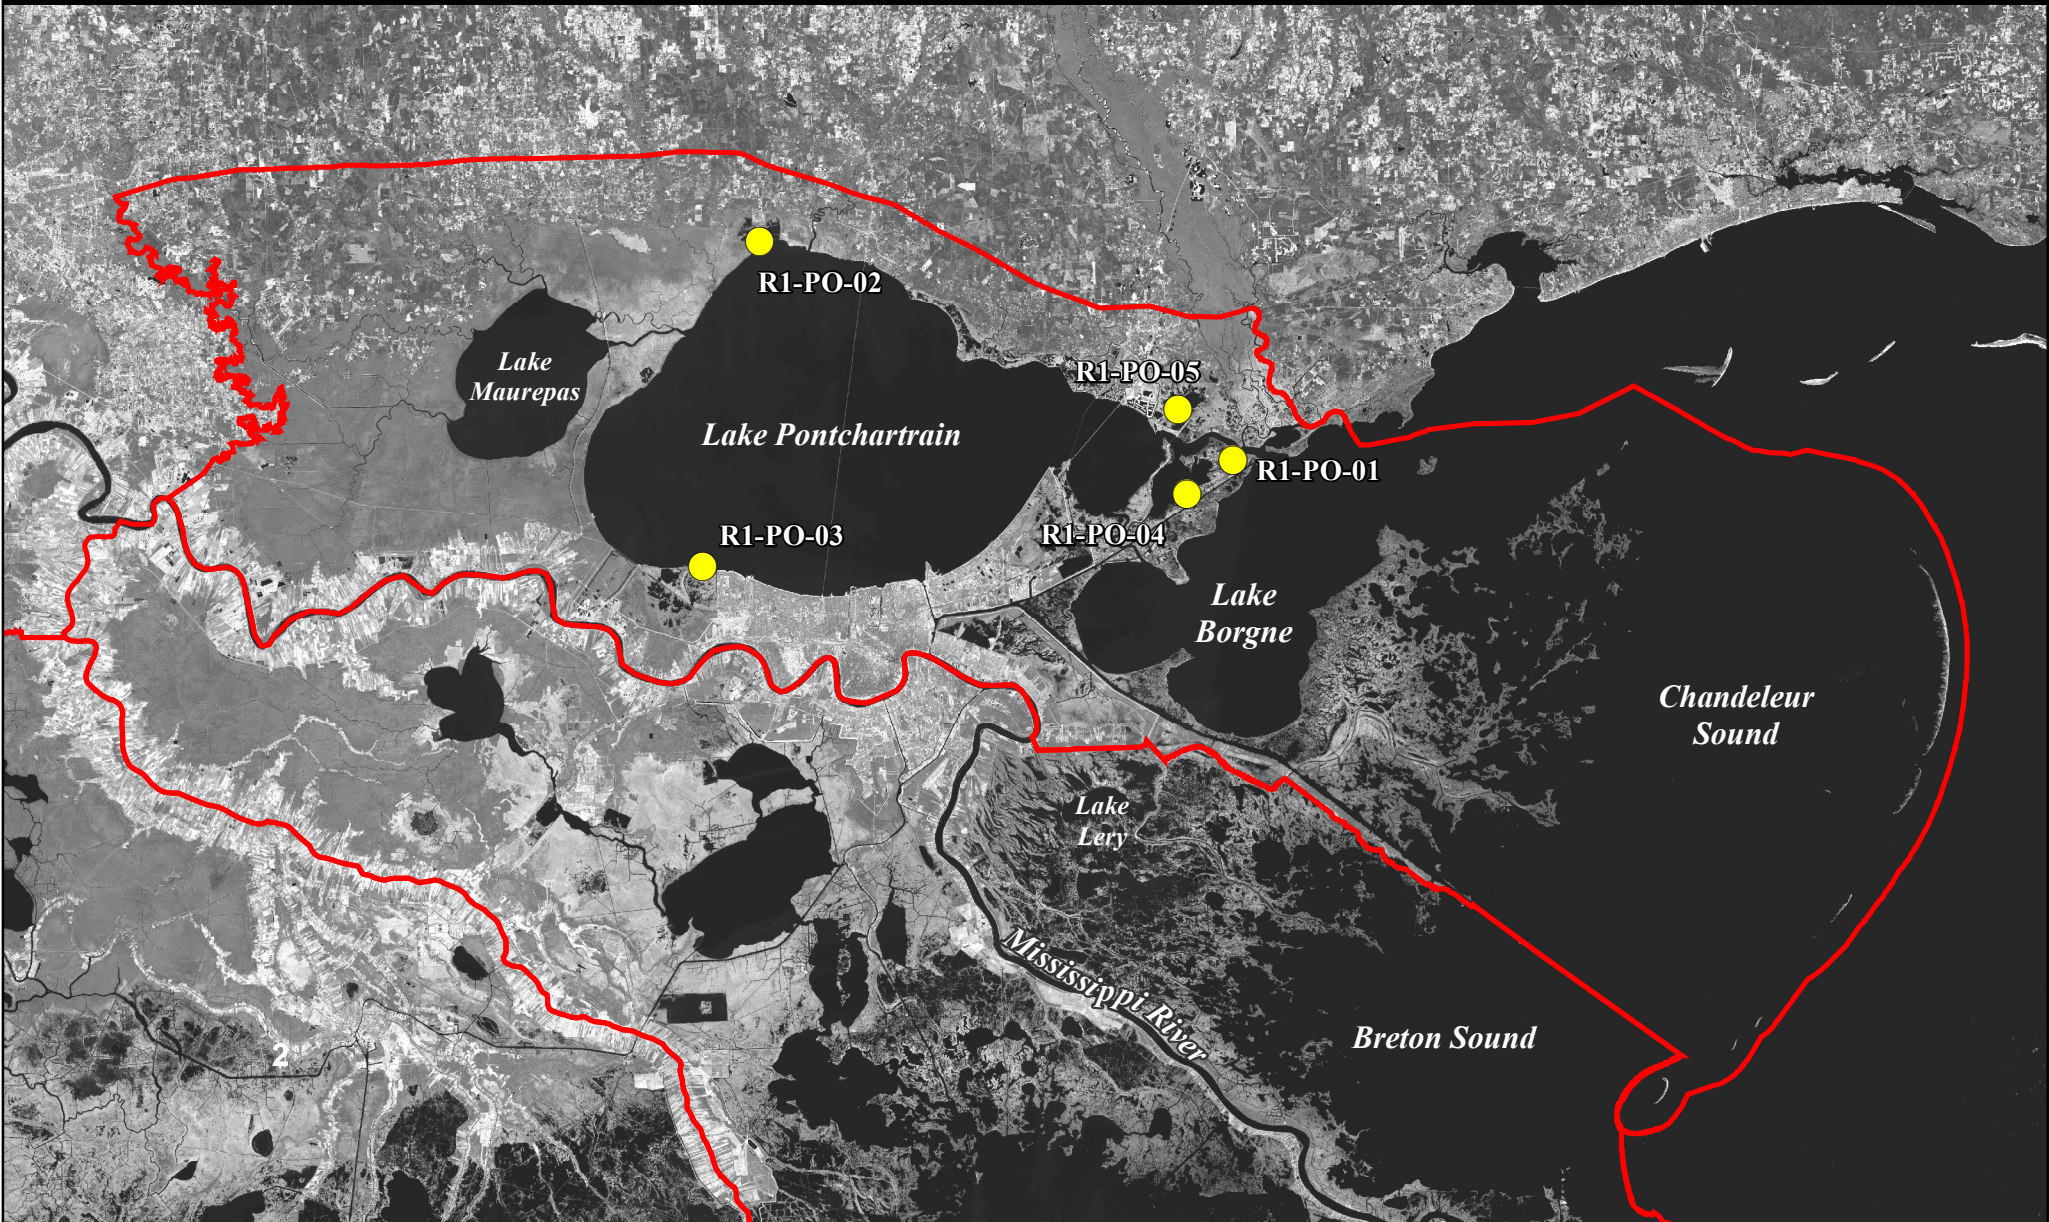 R1-PO-02
Lake
Maurepas
R1-PO-05
Lake Pontchartrain
R1-PO-01
R1-PO-03
R1-PO-04
Lake
Borgne
Chandeleur
Sound
Lake
Lery
Mississippi River
Breton Sound
2